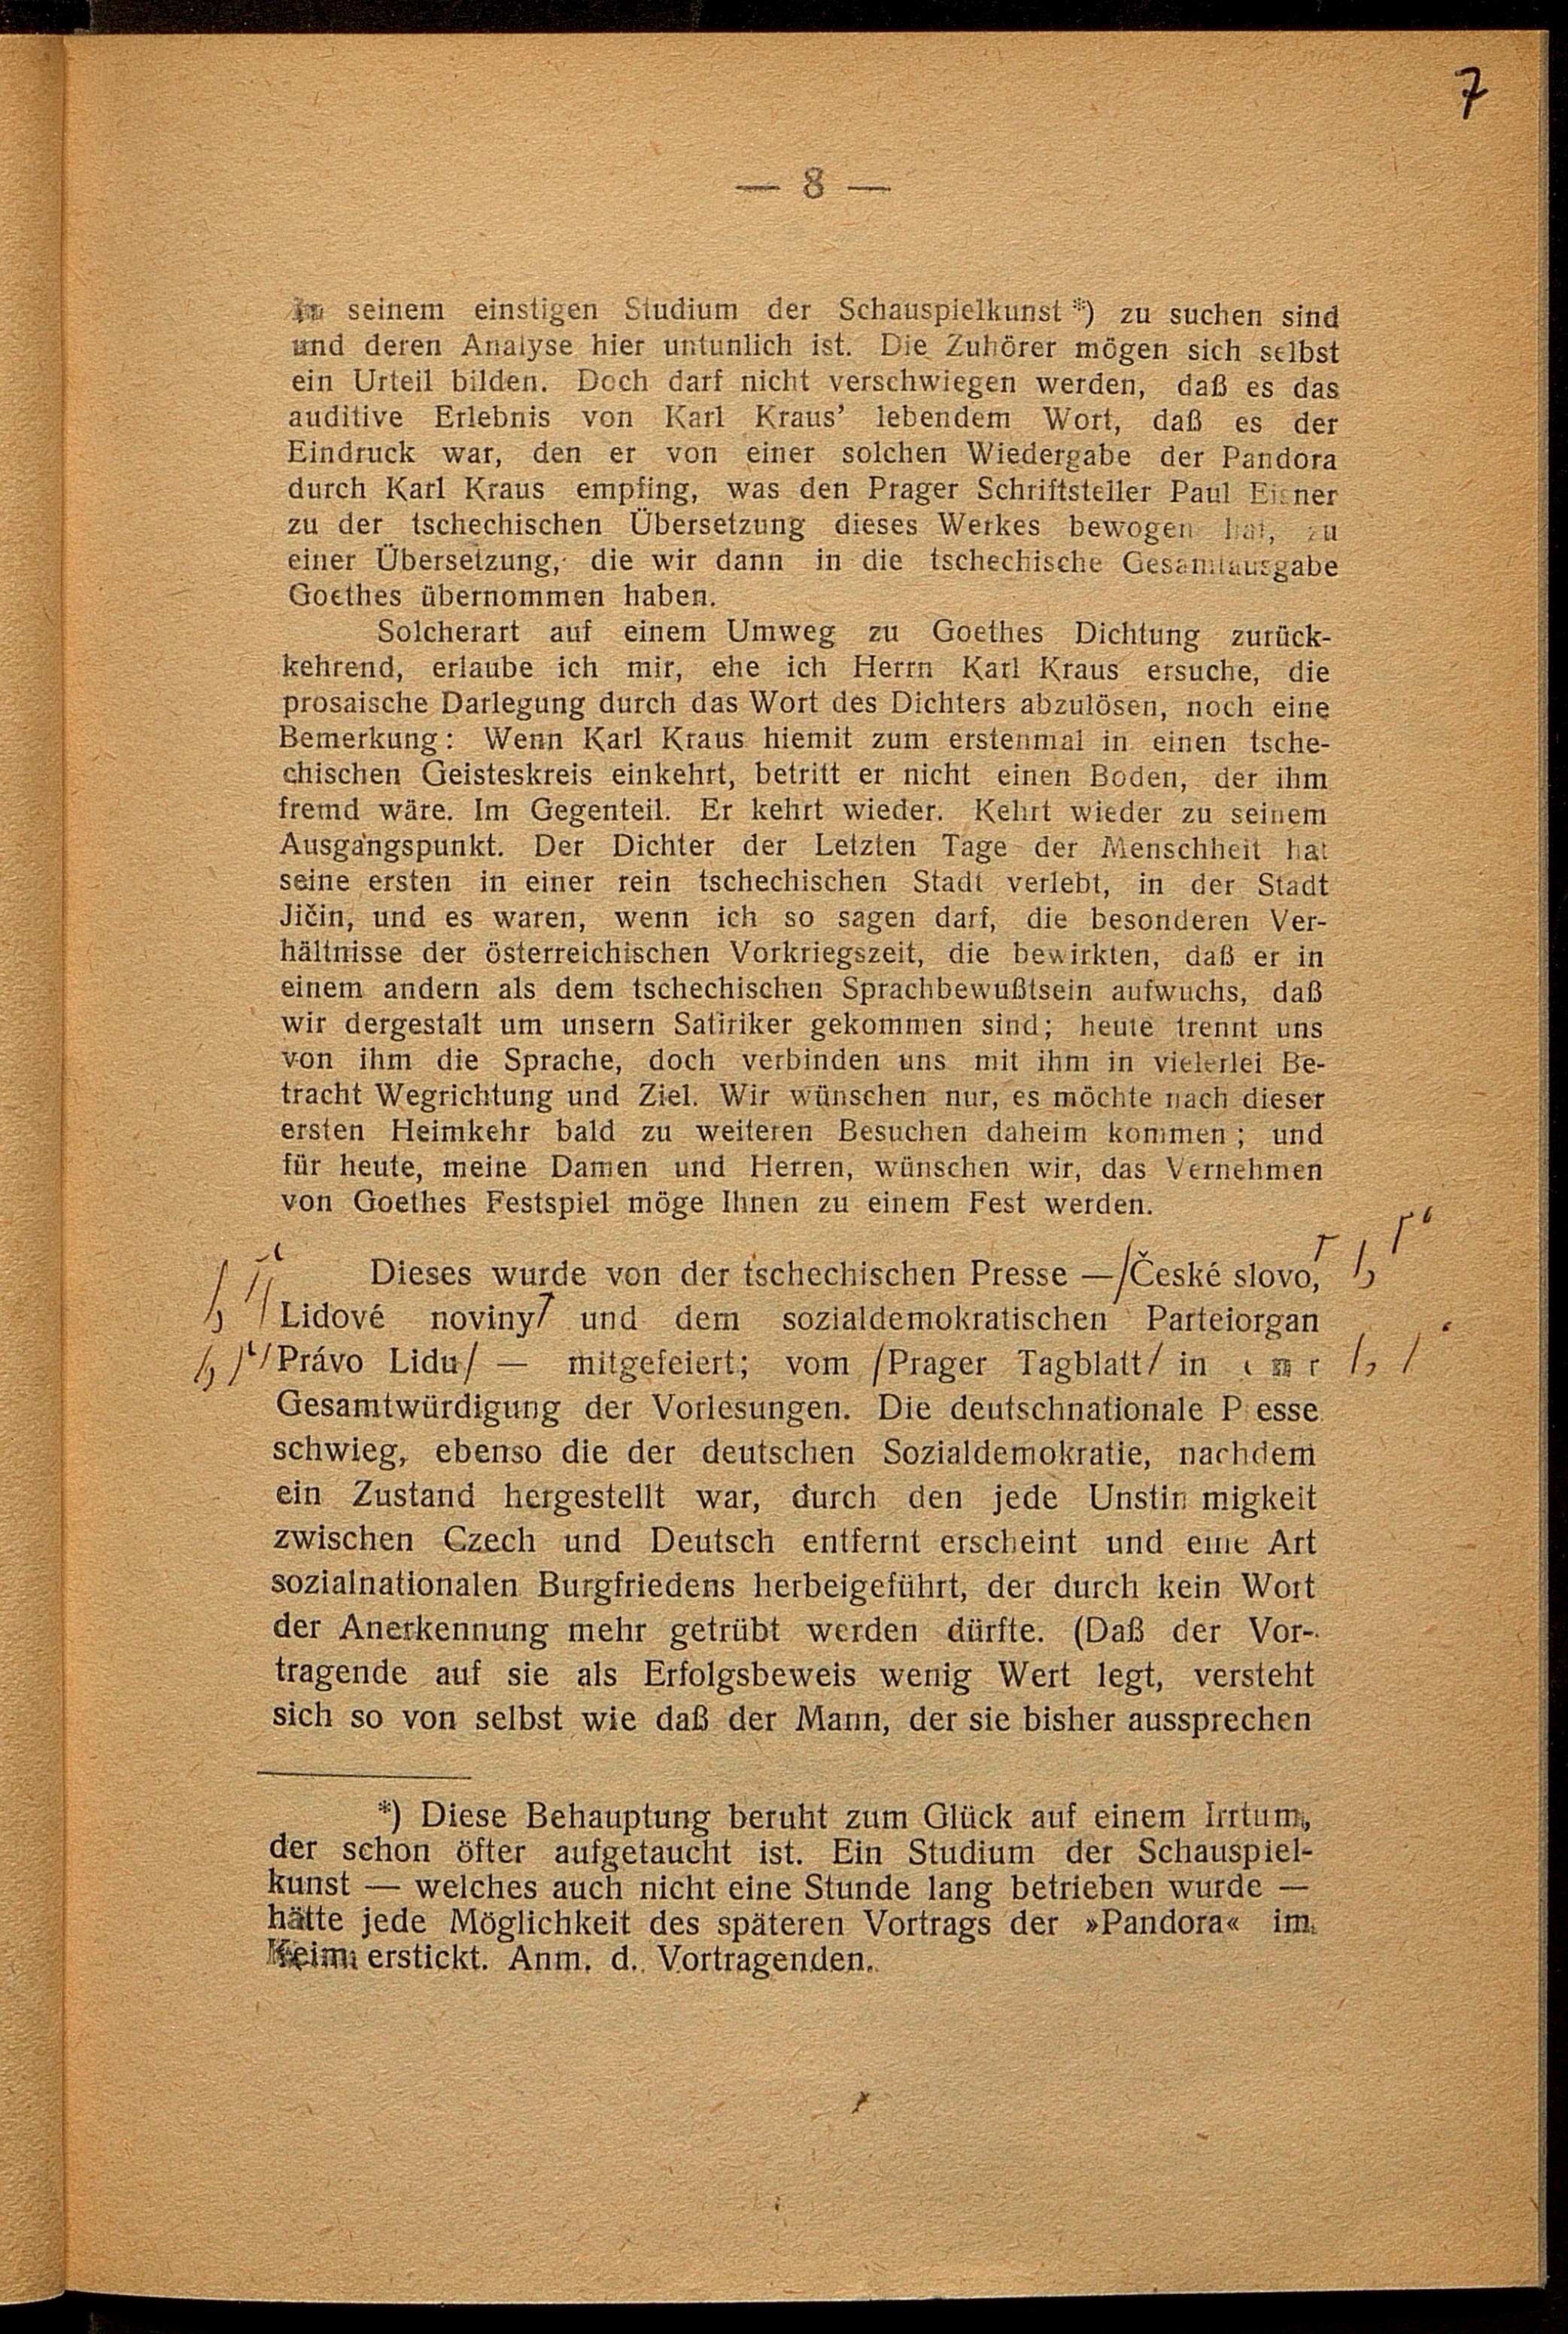 7
— 8 —
in seinem einstigen Studium der Schauspielkunst *) zu suchen sind
und deren Analyse hier untunlich ist. Die Zuhörer mögen sich selbst
ein Urteil bilden. Doch darf nicht verschwiegen werden, daß es das
auditive Erlebnis von Karl Kraus’ lebendem Wort, daß es der
Eindruck war, den er von einer solchen Wiedergabe der Pandora
durch Karl Kraus empfing, was den Prager Schriftsteller Paul Eisner
zu der tschechischen Übersetzung dieses Werkes bewogen hat, zu
einer Übersetzung, die wir dann in die tschechische Gesamtausgabe
Goethes übernommen haben.
Solcherart auf einem Umweg zu Goethes Dichtung zurück-
kehrend, erlaube ich mir, ehe ich Herrn Karl Kraus ersuche, die
prosaische Darlegung durch das Wort des Dichters abzulösen, noch eine
Bemerkung: Wenn Karl Kraus hiemit zum erstenmal in einen tsche-
chischen Geisteskreis einkehrt, betritt er nicht einen Boden, der ihm
fremd wäre. Im Gegenteil. Er kehrt wieder. Kehrt wieder zu seinem
Ausgangspunkt. Der Dichter der Letzten Tage der Menschheit hat
seine ersten in einer rein tschechischen Stadt verlebt, in der Stadt
Jičin, und es waren, wenn ich so sagen darf, die besonderen Ver-
hältnisse der österreichischen Vorkriegszeit, die bewirkten, daß er in
einem andern als dem tschechischen Sprachbewußtsein aufwuchs, daß
wir dergestalt um unsern Satiriker gekommen sind; heute trennt uns
von ihm die Sprache, doch verbinden uns mit ihm in vielerlei Be-
tracht Wegrichtung und Ziel. Wir wünschen nur, es möchte nach dieser
ersten Heimkehr bald zu weiteren Besuchen daheim kommen; und
für heute, meine Damen und Herren, wünschen wir, das Vernehmen
von Goethes Festspiel möge Ihnen zu einem Fest werden.
Dieses wurde von der tschechischen Presse — České slovo,
Lidové noviny und dem sozialdemokratischen Parteiorgan
Právo Lidu — mitgefeiert; vom Prager Tagblatt in
Gesamtwürdigung der Vorlesungen. Die deutschnationale Presse
schwieg, ebenso die der deutschen Sozialdemokratie, nachdem
ein Zustand hergestellt war, durch den jede Unstimmigkeit
zwischen Czech und Deutsch entfernt erscheint und eine Art
sozialnationalen Burgfriedens herbeigeführt, der durch kein Wort
der Anerkennung mehr getrübt werden dürfte. (Daß der Vor-
tragende auf sie als Erfolgsbeweis wenig Wert legt, versteht
sich so von selbst wie daß der Mann, der sie bisher aussprechen
*) Diese Behauptung beruht zum Glück auf einem Irrtum,
der schon öfter aufgetaucht ist. Ein Studium der Schauspiel-
kunst — welches auch nicht eine Stunde lang betrieben wurde —
hätte jede Möglichkeit des späteren Vortrags der »Pandora« im
Keim erstickt. Anm. d. Vortragenden.